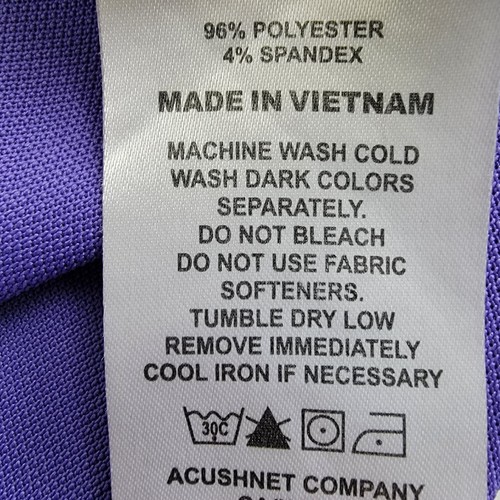 96% POLYESTER
4% SPANDEX
MADE IN VIETNAM
MACHINE WASH COLD
WASH DARK COLORS
SEPARATELY.
DO NOT BLEACH
DO NOT USE FABRIC
SOFTENERS.
TUMBLE DRY LOW
REMOVE IMMEDIATELY
COOL IRON IF NECESSARY
30C
ACUSHNET COMPANY